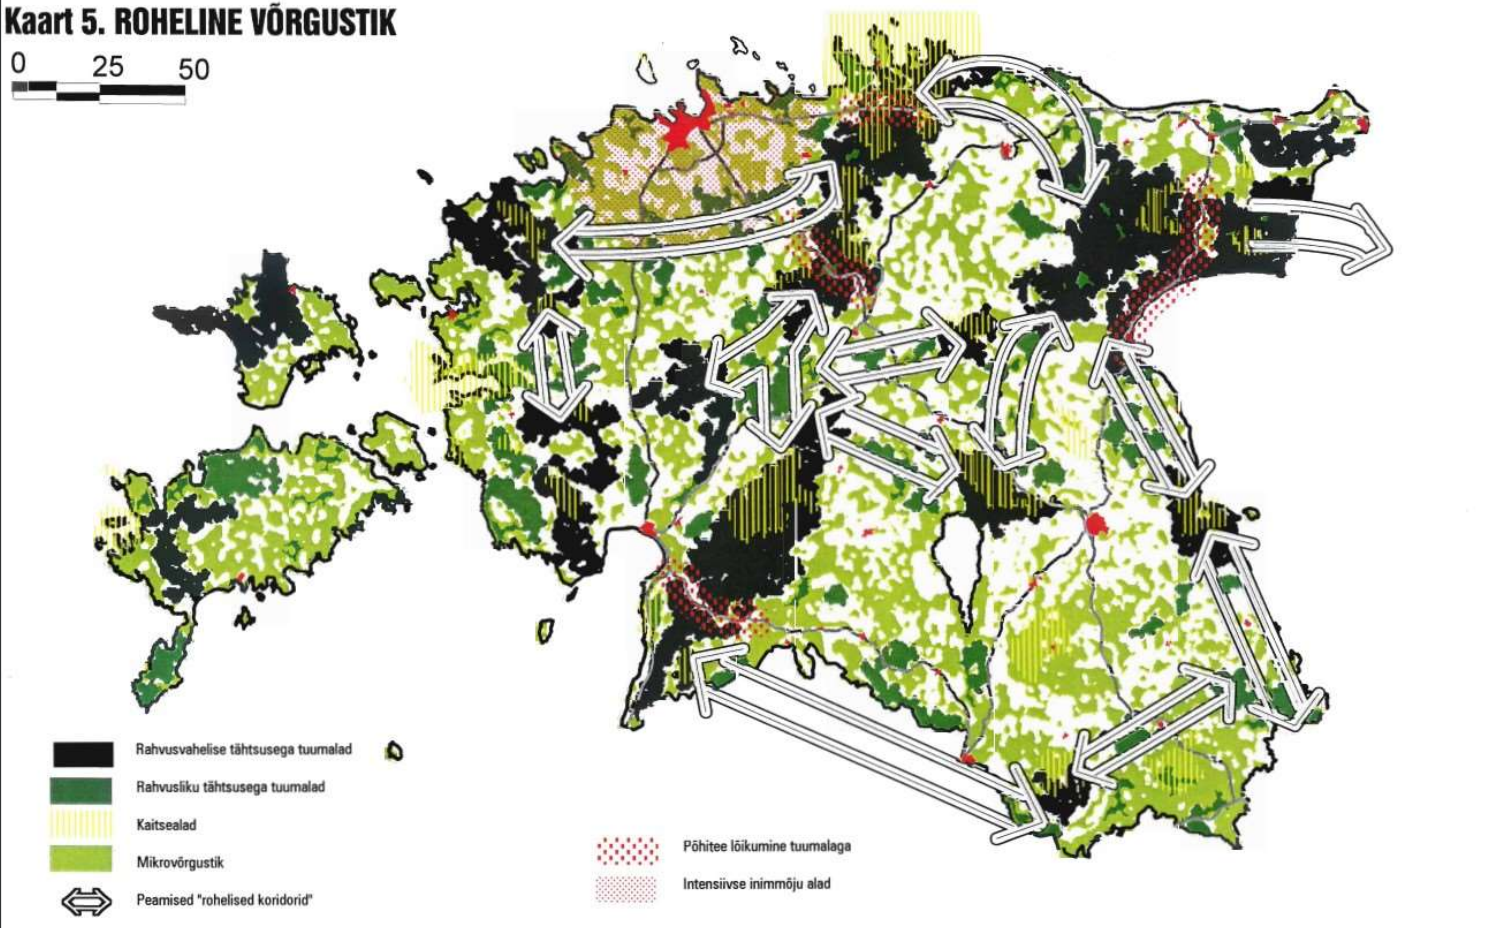 Kaart 5. ROHELINE VÕRGUSTIK
0 25 50
Rahvusvahelise tähtsusega tuumalad
Rahvusliku tähtsusega tuumalad
Kaitsealad
Mikrovõrgustik
Peamised "rohelised koridorid"
Põhitee lõikumine tuumalaga
Intensiivse inimmõju alad